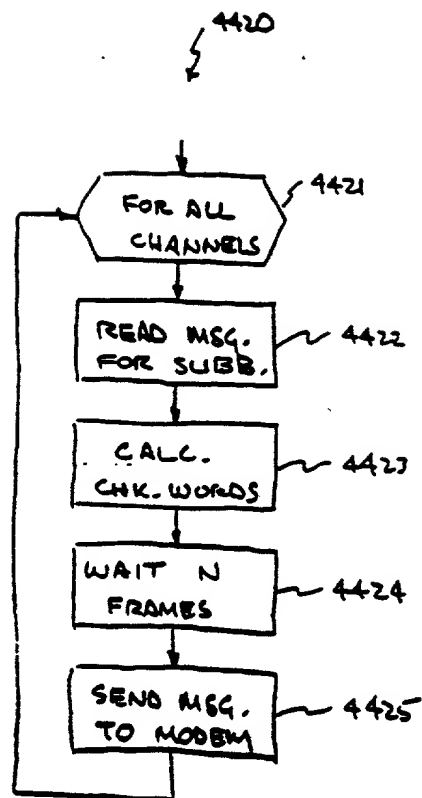 4420
FOR ALL
CHANNELS
4421
READ MSG.
FOR SUBB.
4422
CALC.
CHK. WORDS
4423
WAIT N
FRAMES
4424
SEND MSG.
TO MODEM
4425